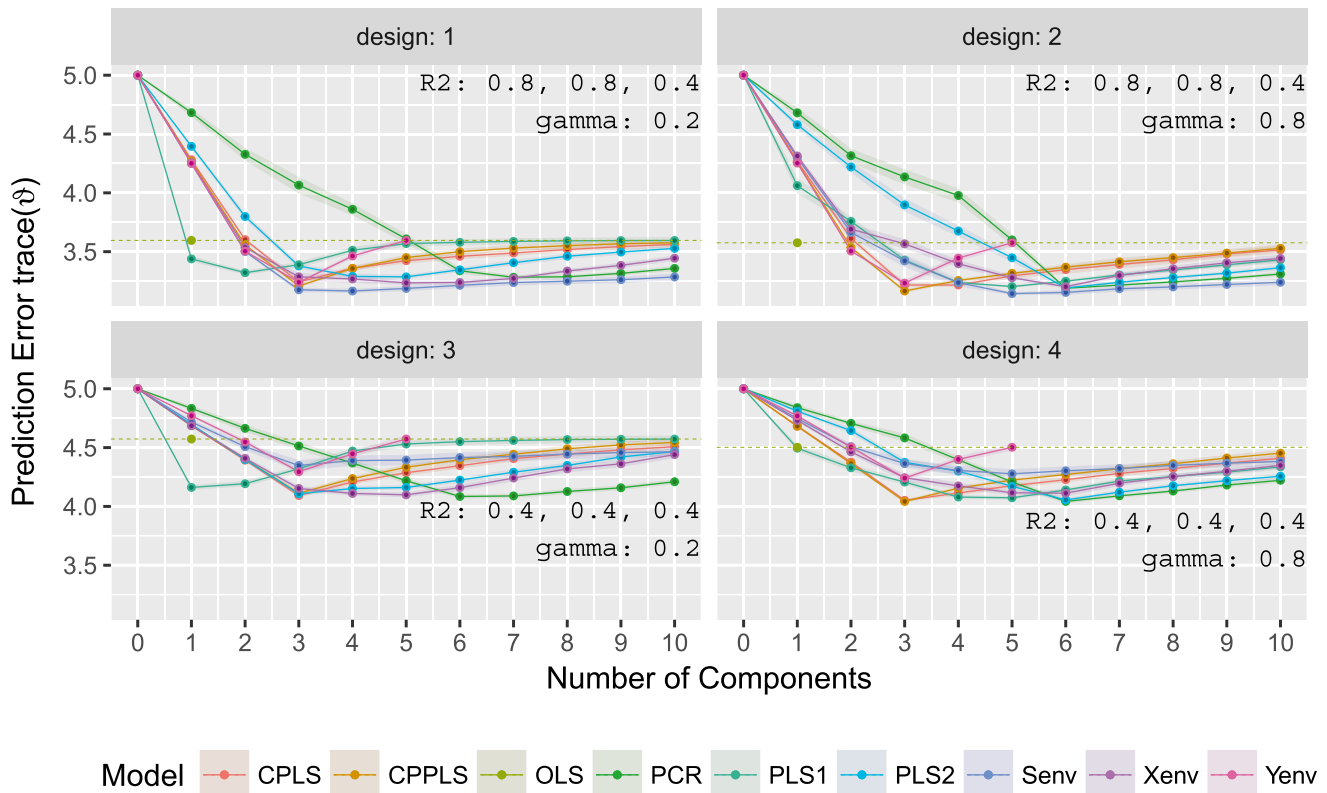 design: 1
design: 2
R2: 0.8, 0.8, 0.4
gamma: 0.2
R2: 0.8, 0.8, 0.4
gamma: 0.8
5.0
4.5
4.0
3.5
design: 3
design: 4
R2: 0.4, 0.4, 0.4
gamma: 0.2
R2: 0.4, 0.4, 0.4
gamma: 0.8
5.0
4.5
4.0
3.5
Prediction Error trace(ϑ)
0 1 2 3 4 5 6 7 8 9 10
0 1 2 3 4 5 6 7 8 9 10
Number of Components
Model CPLS CPPLS OLS PCR PLS1 PLS2 Senv Xenv Yenv